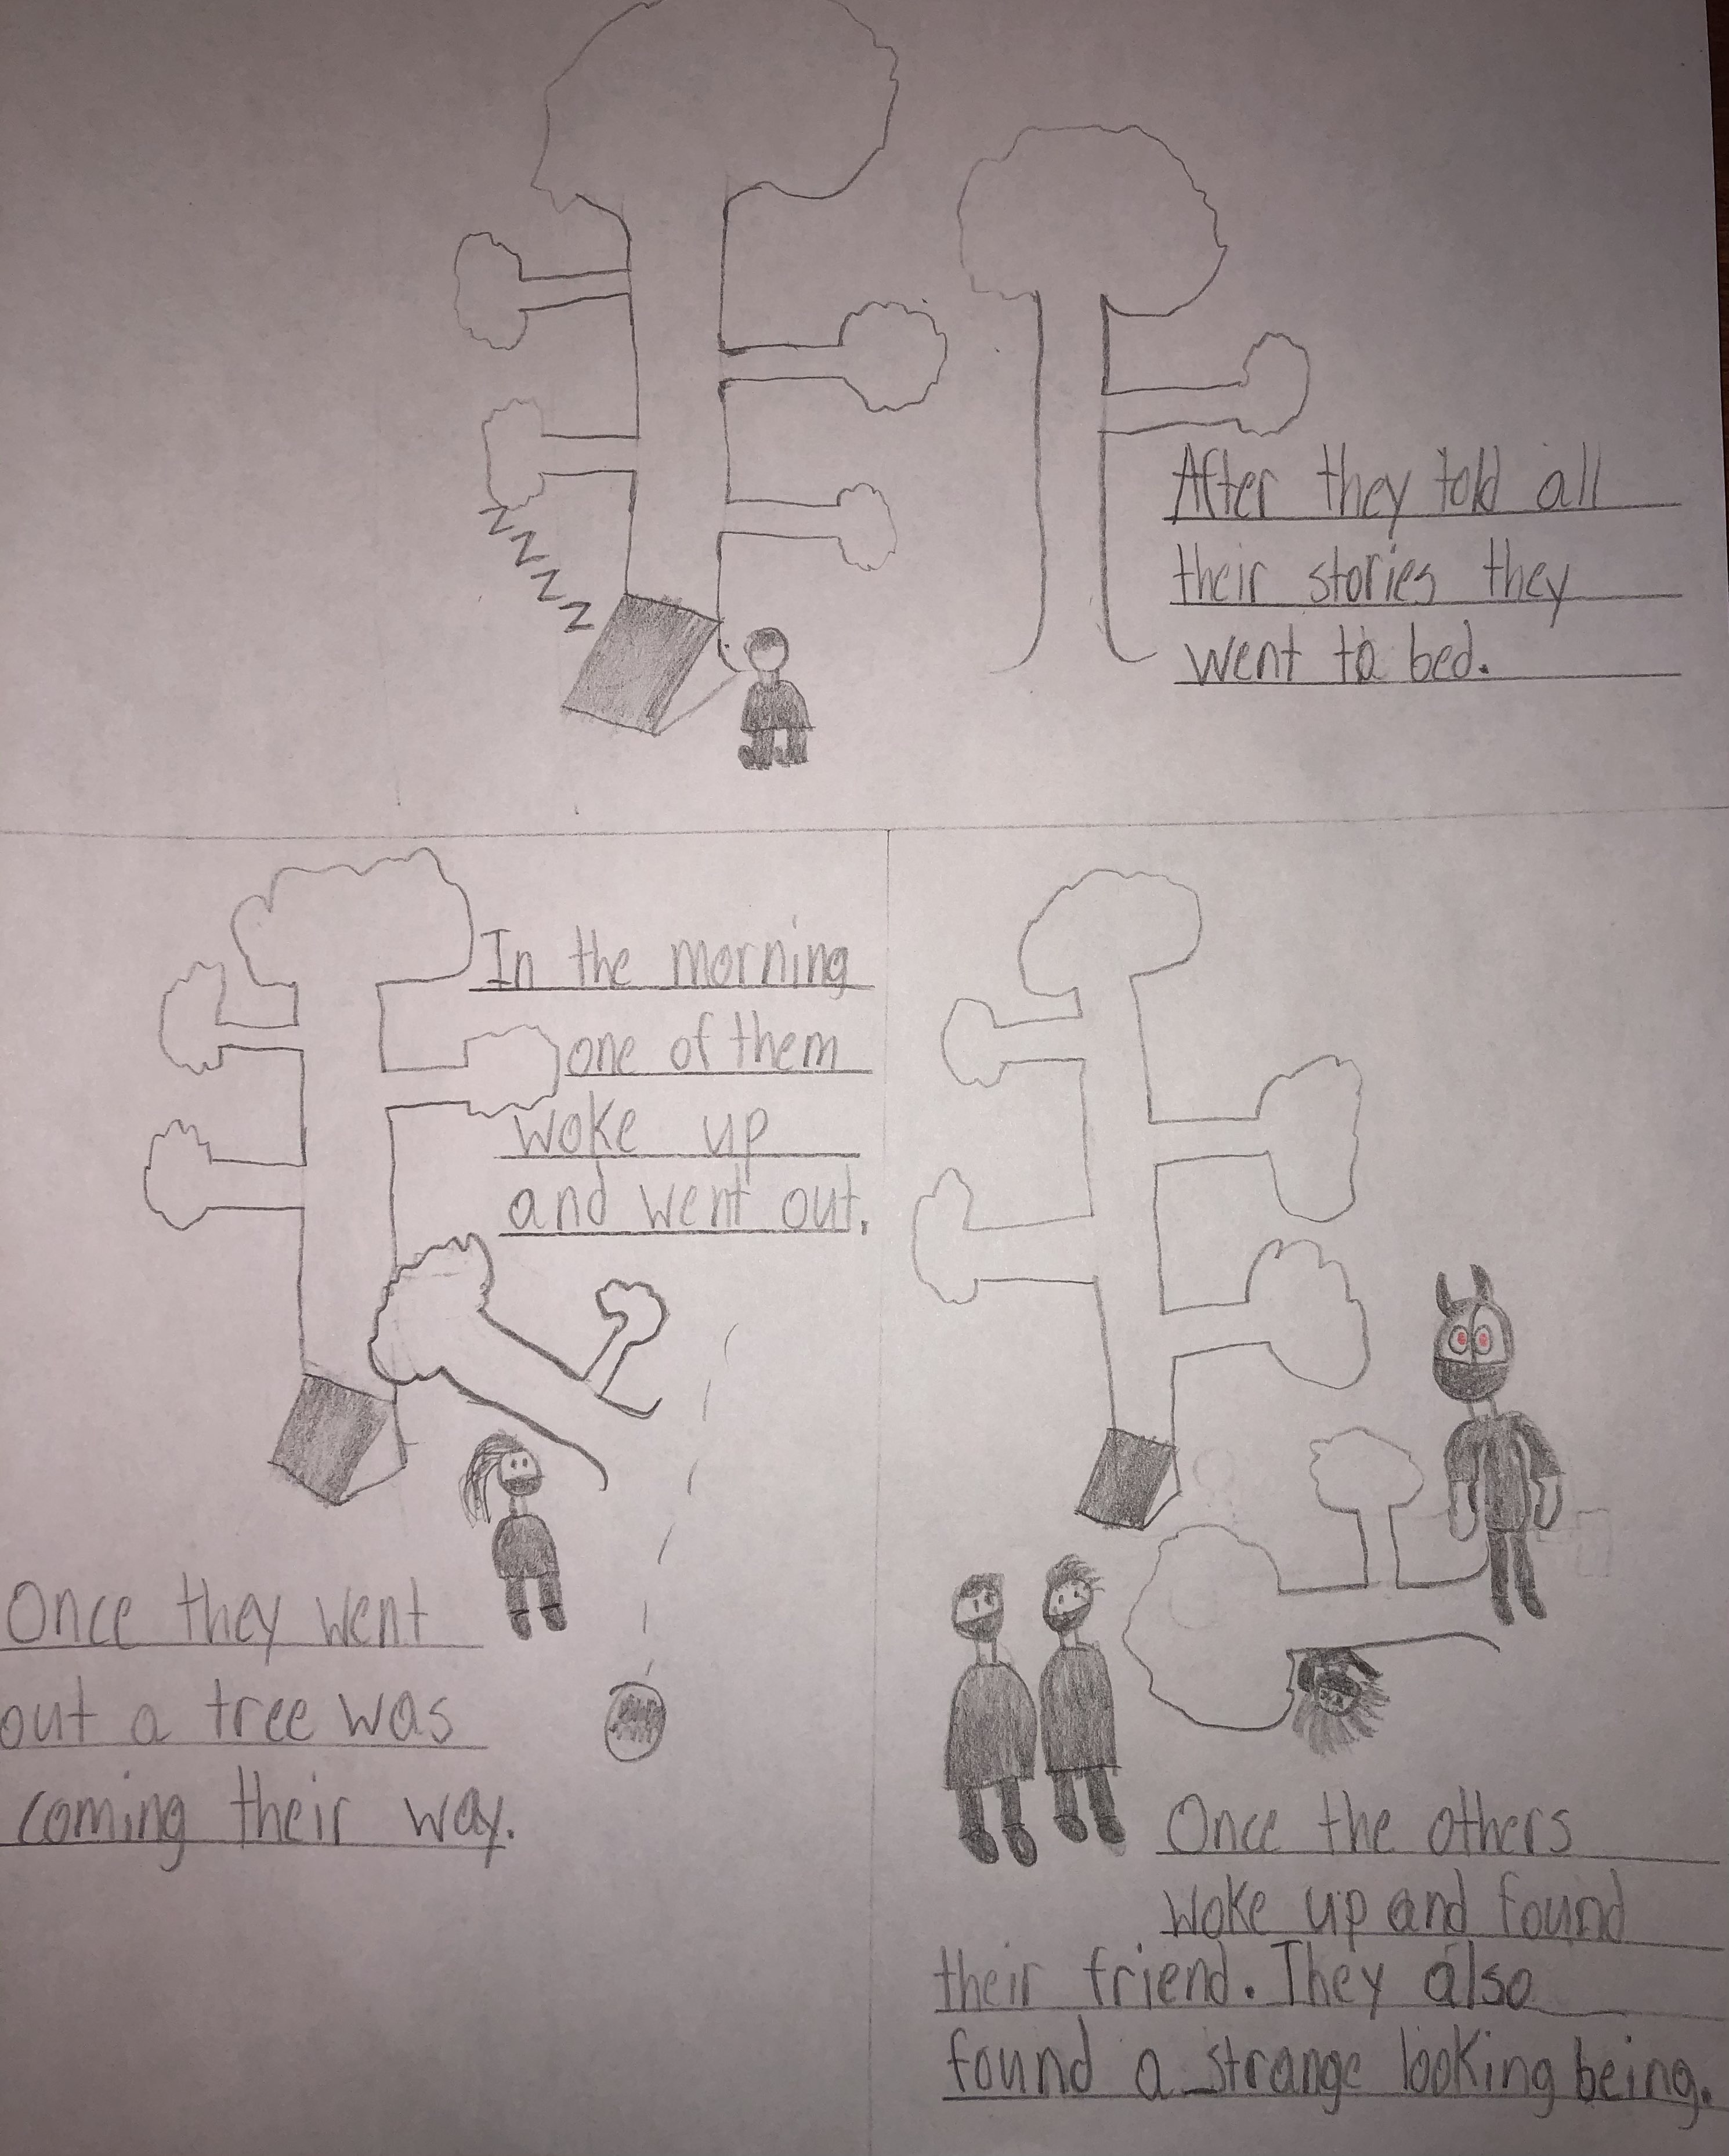 After they told all
their stories they
went to bed.
ZZZZ
In the morning
one of them
woke up
and went out.
Once they went
out a tree was
coming their way.
Once the others
woke up and found
their friend. They also
found a strange looking being.